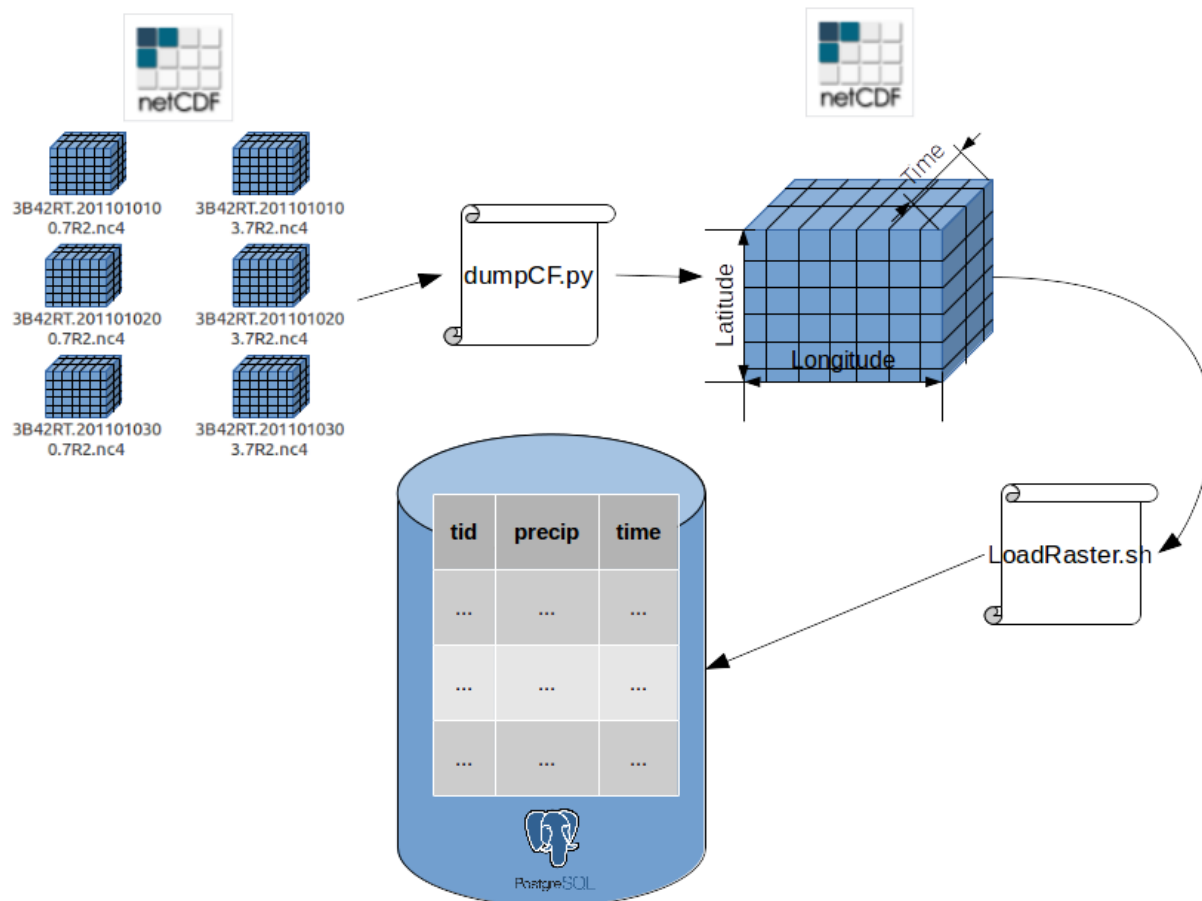 netCDF
netCDF
3B42RT.201101010
0.7R2.nc4
3B42RT.201101010
3.7R2.nc4
3B42RT.201101020
0.7R2.nc4
3B42RT.201101020
3.7R2.nc4
3B42RT.201101030
0.7R2.nc4
3B42RT.201101030
3.7R2.nc4
dumpCF.py
Time
Latitude
Longitude
LoadRaster.sh
tid precip time
... ... ...
... ... ...
... ... ...
PostgreSQL